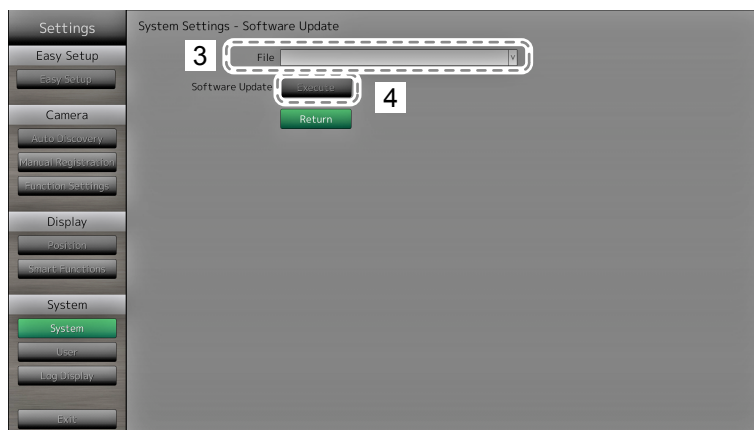 Settings
System Settings - Software Update
Easy Setup
Easy Setup
3
File
Software Update
Execute
4
Return
Camera
Auto Discovery
Manual Registration
Function Settings
Display
Position
Smart Functions
System
System
User
Log Display
Exit